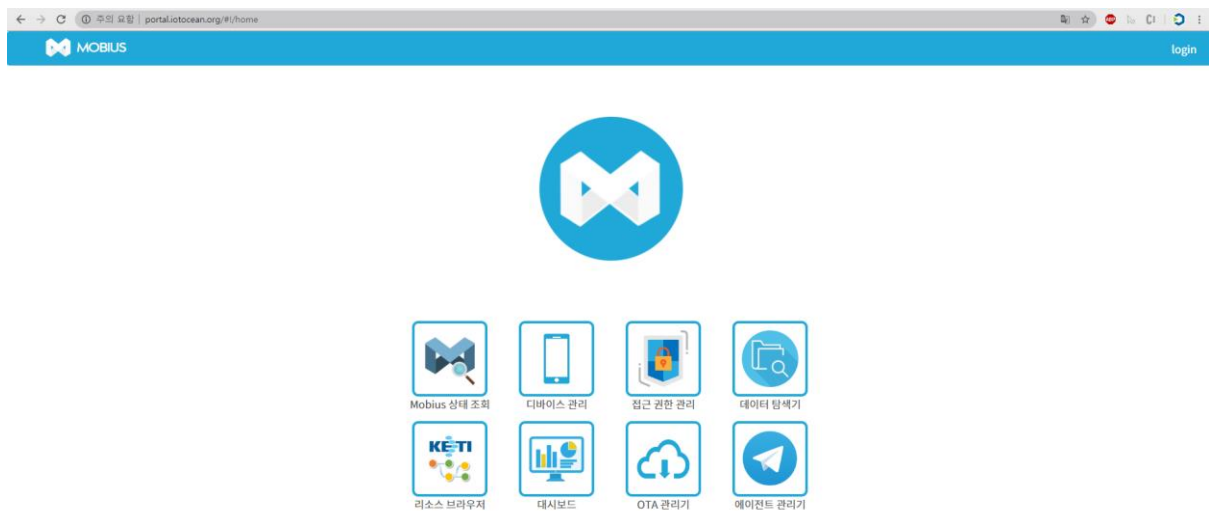 주의 요함 portal.iotocean.org/#!/home
ABP
MOBIUS
login
Mobius 상태 조회 디바이스 관리 접근 권한 관리 데이터 탐색기
KETI
리소스 브라우저 대시보드 OTA 관리기 에이전트 관리기